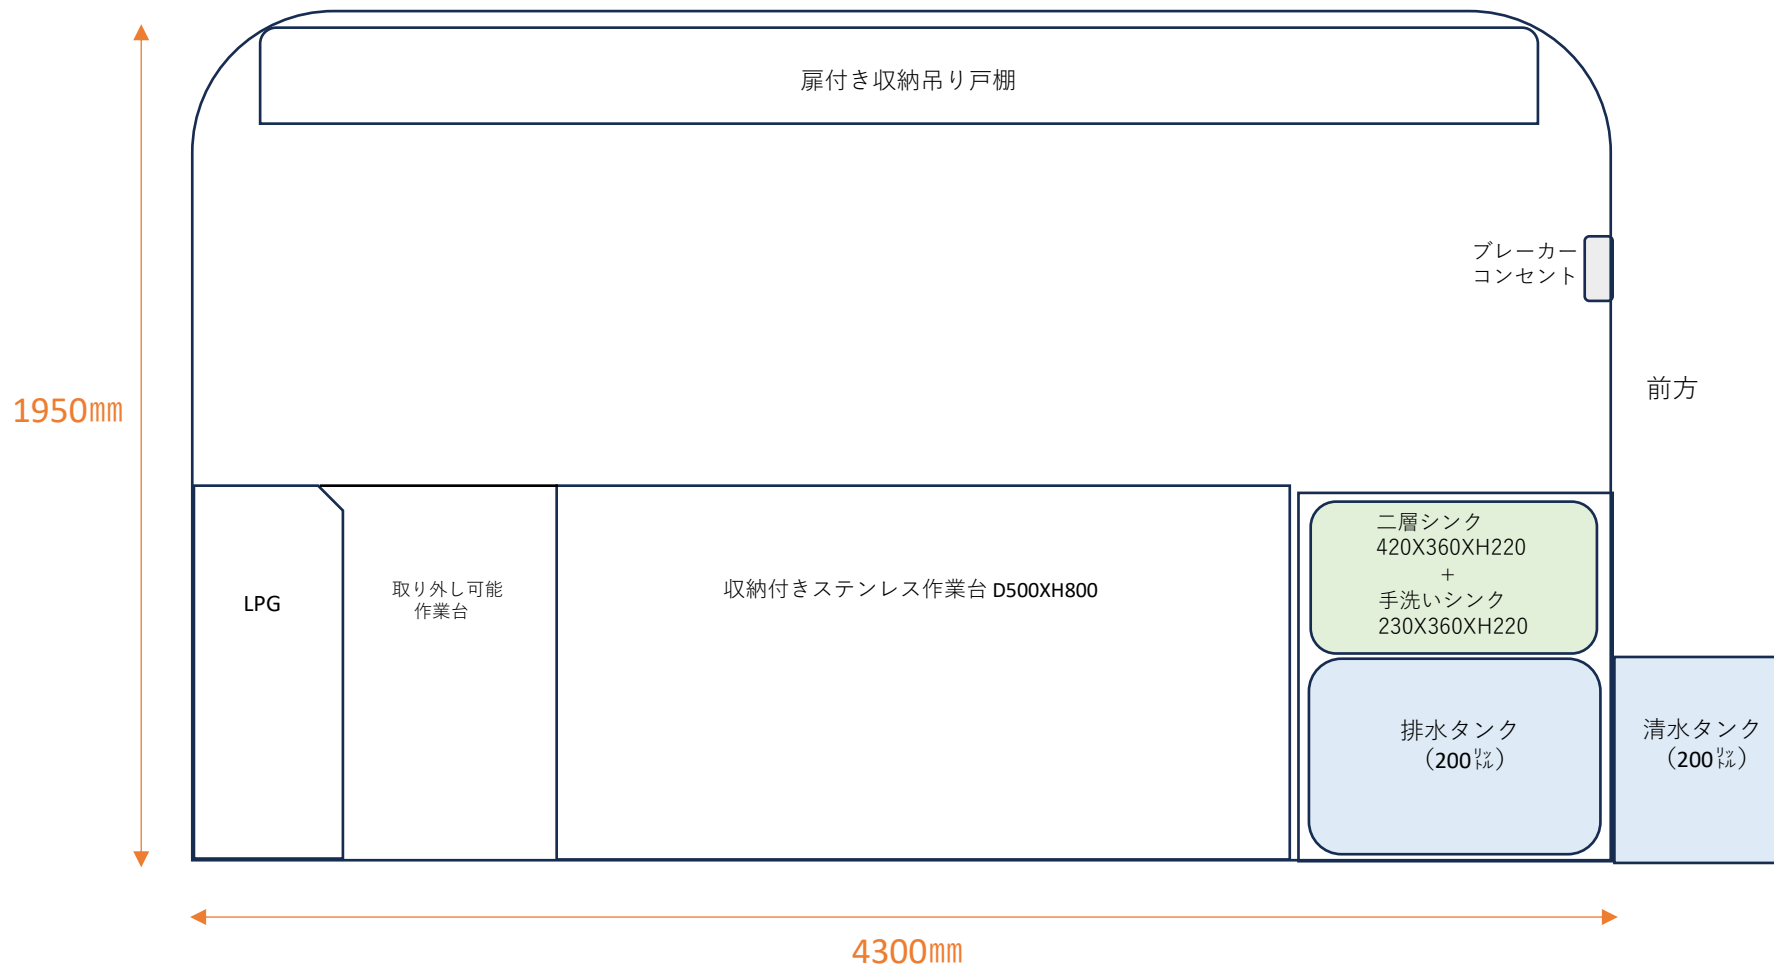 扉付き収納吊り戸棚
ブレーカー
コンセント
前方
1950㎜
二層シンク
420X360XH220
+
手洗いシンク
230X360XH220
LPG
取り外し可能
作業台
収納付きステンレス作業台 D500XH800
排水タンク
（200㍑）
清水タンク
（200㍑）
4300㎜